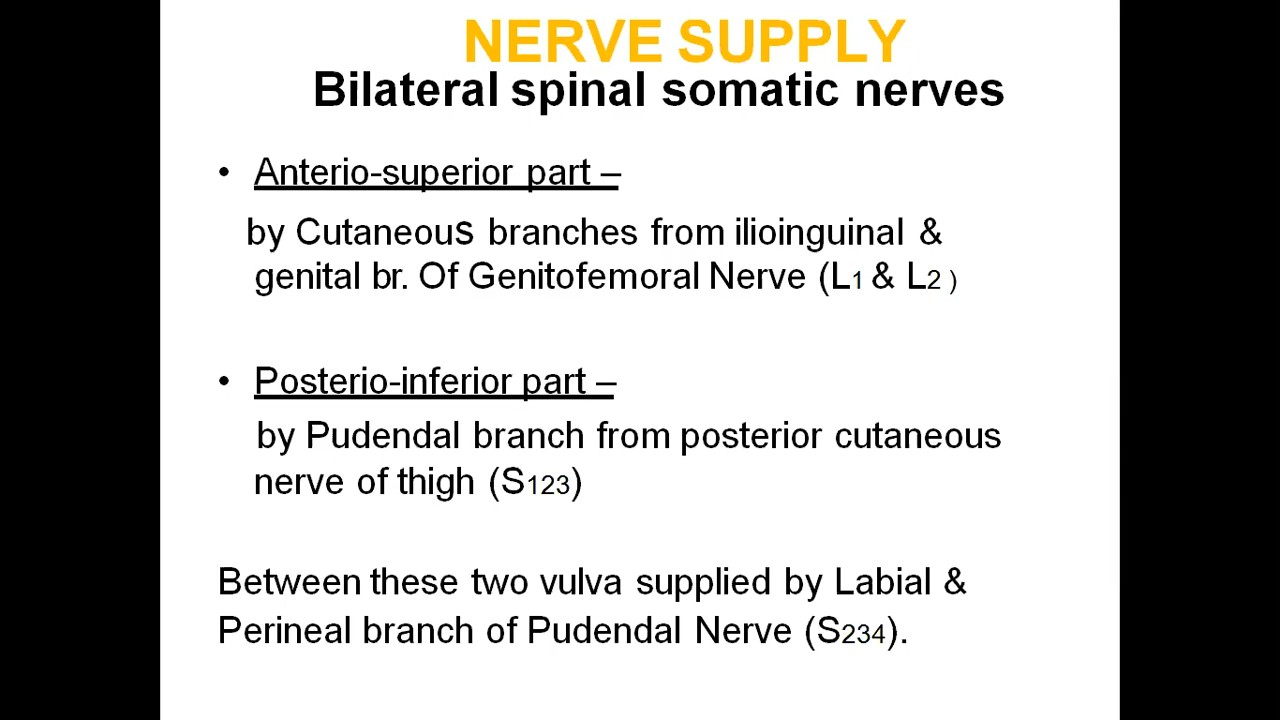 NERVE SUPPLY
Bilateral spinal somatic nerves
• Anterio-superior part –
by Cutaneous branches from ilioinguinal &
genital br. Of Genitofemoral Nerve (L1 & L2 )
• Posterio-inferior part –
by Pudendal branch from posterior cutaneous
nerve of thigh (S123)
Between these two vulva supplied by Labial &
Perineal branch of Pudendal Nerve (S234).